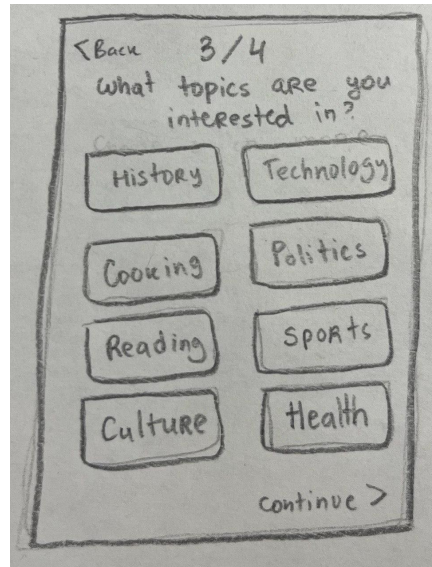 <Back 3/4
What topics are you
interested in?
History Technology
Cooking Politics
Reading Sports
Culture Health
continue >